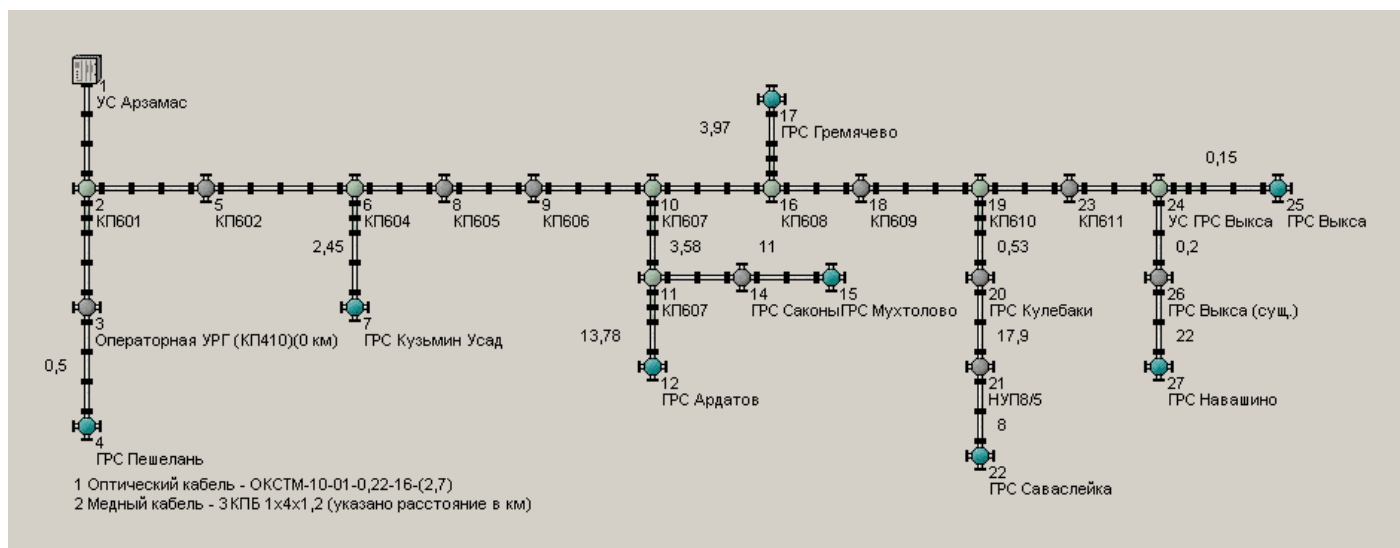 1
УС Арзамас
17
3,97
ГРС Гремячево
0,15
2
КП601
5
КП602
6
КП604
8
КП605
9
КП606
10
КП607
16
КП608
18
КП609
19
КП610
23
КП611
24
УС ГРС Выкса
25
ГРС Выкса
2,45
3,58
11
0,53
0,2
11
КП607
14
ГРС Саконы
15
ГРС Мухтолово
20
ГРС Кулебаки
26
ГРС Выкса (сущ.)
3
Операторная УРГ (КП410)(0 км)
7
ГРС Кузьмин Усад
13,78
17,9
22
0,5
12
ГРС Ардатов
21
НУП8/5
27
ГРС Навашино
8
4
ГРС Пешелань
22
ГРС Саваслейка
1 Оптический кабель - ОКСТМ-10-01-0,22-16-(2,7)
2 Медный кабель - ЗКПБ 1х4х1,2 (указано расстояние в км)